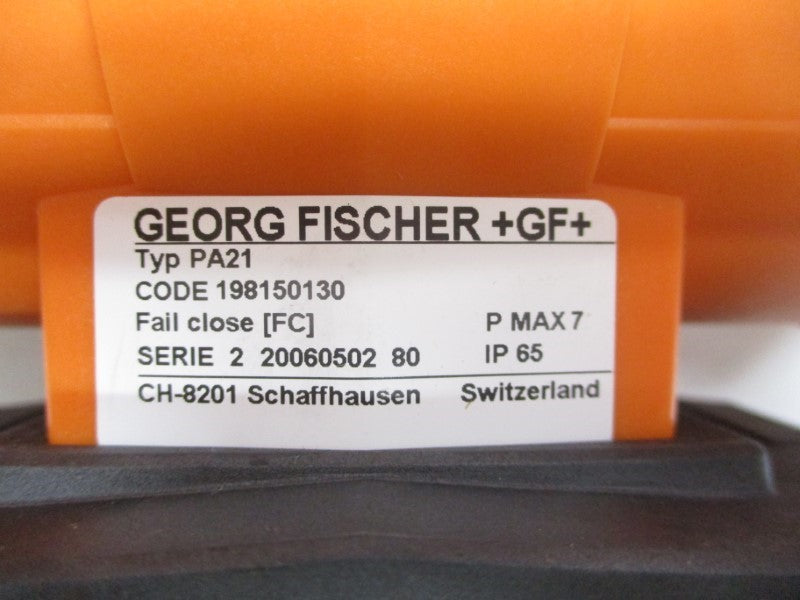 GEORG FISCHER +GF+
Typ PA21
CODE 198150130
Fail close [FC] P MAX 7
SERIE 2 20060502 80 IP 65
CH-8201 Schaffhausen Switzerland